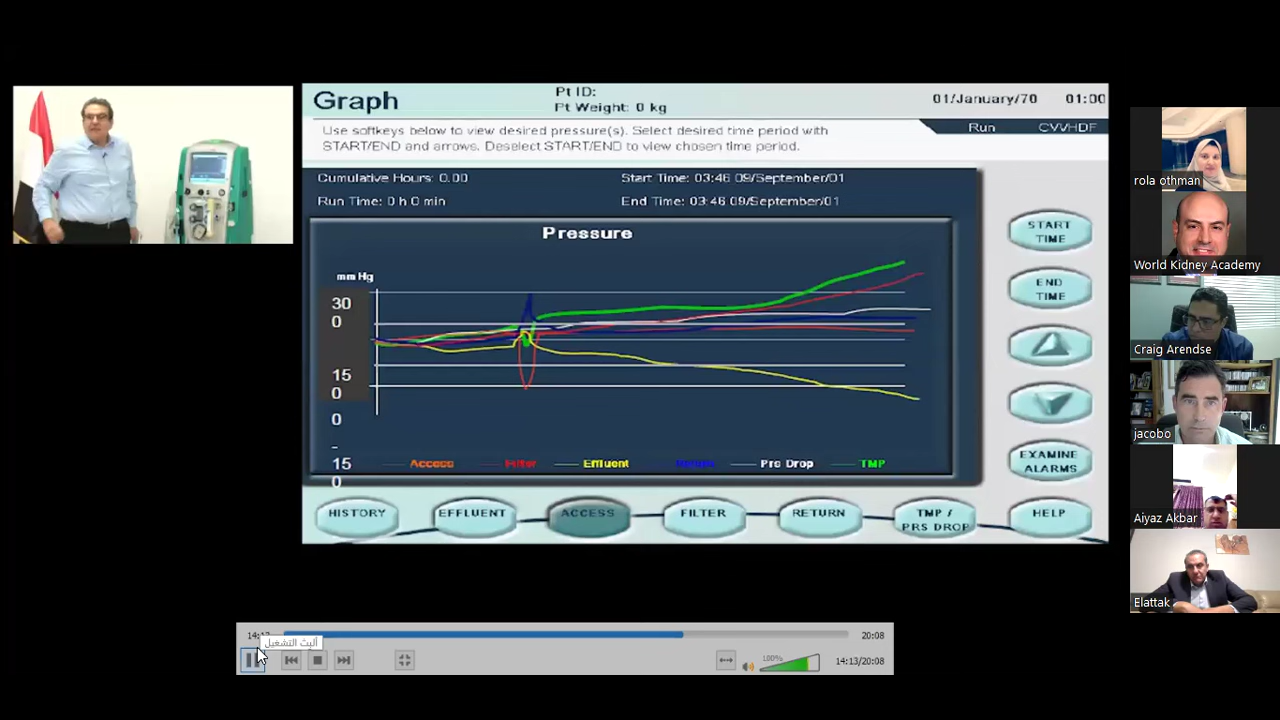 Graph
Pt ID:
Pt Weight: 0 kg
01/January/70 01:00
Use softkeys below to view desired pressure(s). Select desired time period with
START/END and arrows. Deselect START/END to view chosen time period.
Run CVVHDF
Cumulative Hours: 0.00
Start Time: 03:46 09/September/01
Run Time: 0 h 0 min
End Time: 03:46 09/September/01
Pressure
mmHg
30
0
15
0
0
-
15
0
Access Filter Effluent Return Prs Drop TMP
START
TIME
END
TIME
EXAMINE
ALARMS
HISTORY
EFFLUENT
ACCESS
FILTER
RETURN
TMP /
PRS DROP
HELP
rola othman
World Kidney Academy
Craig Arendse
jacobo
Aiyaz Akbar
Elattak
20:08
100%
14:13/20:08